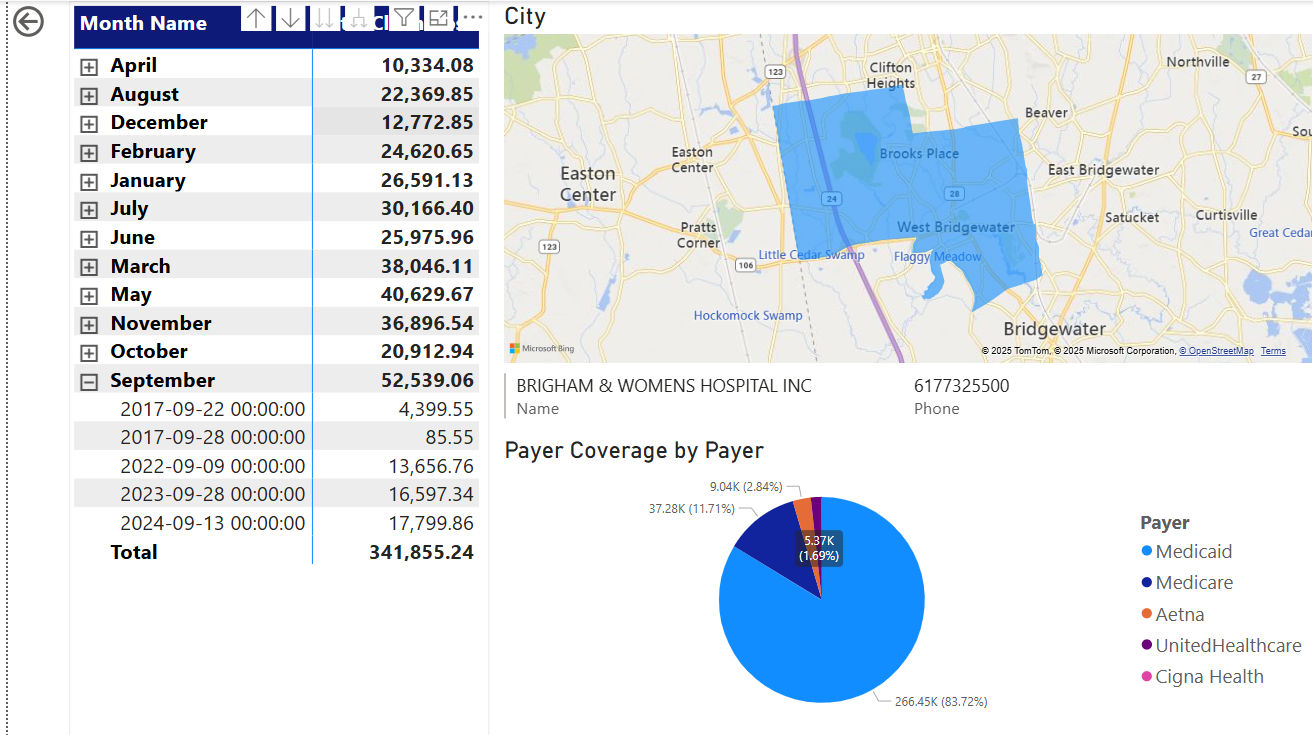 Month Name
April 10,334.08
August 22,369.85
December 12,772.85
February 24,620.65
January 26,591.13
July 30,166.40
June 25,975.96
March 38,046.11
May 40,629.67
November 36,896.54
October 20,912.94
September 52,539.06
2017-09-22 00:00:00 4,399.55
2017-09-28 00:00:00 85.55
2022-09-09 00:00:00 13,656.76
2023-09-28 00:00:00 16,597.34
2024-09-13 00:00:00 17,799.86
Total 341,855.24
City
Northville
123
Clifton
Heights
27
Beaver
Easton
Center
Brooks Place
Easton
Center
East Bridgewater
24
28
Satucket
Curtisville
Pratts
Corner
West Bridgewater
Great Cedar
123
106
Little Cedar Swamp
Flaggy Meadow
Hockomock Swamp
Bridgewater
Microsoft Bing
© 2025 TomTom, © 2025 Microsoft Corporation, © OpenStreetMap Terms
BRIGHAM & WOMENS HOSPITAL INC 6177325500
Name Phone
Payer Coverage by Payer
9.04K (2.84%)
37.28K (11.71%)
5.37K
(1.69%)
266.45K (83.72%)
Payer
Medicaid
Medicare
Aetna
UnitedHealthcare
Cigna Health